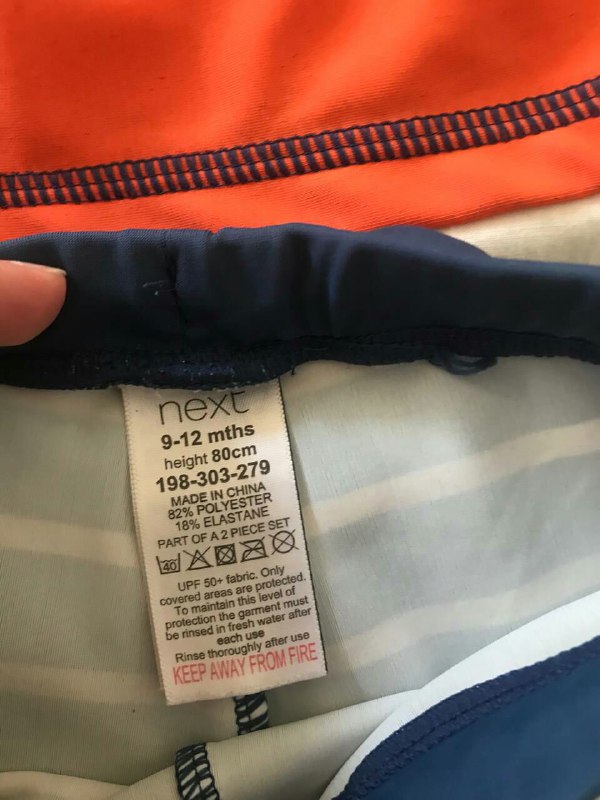 next
9-12 mths
height 80cm
198-303-279
MADE IN CHINA
82% POLYESTER
18% ELASTANE
PART OF A 2 PIECE SET
40
UPF 50+ fabric. Only
covered areas are protected.
To maintain this level of
protection the garment must
be rinsed in fresh water after
each use
Rinse thoroughly after use
KEEP AWAY FROM FIRE